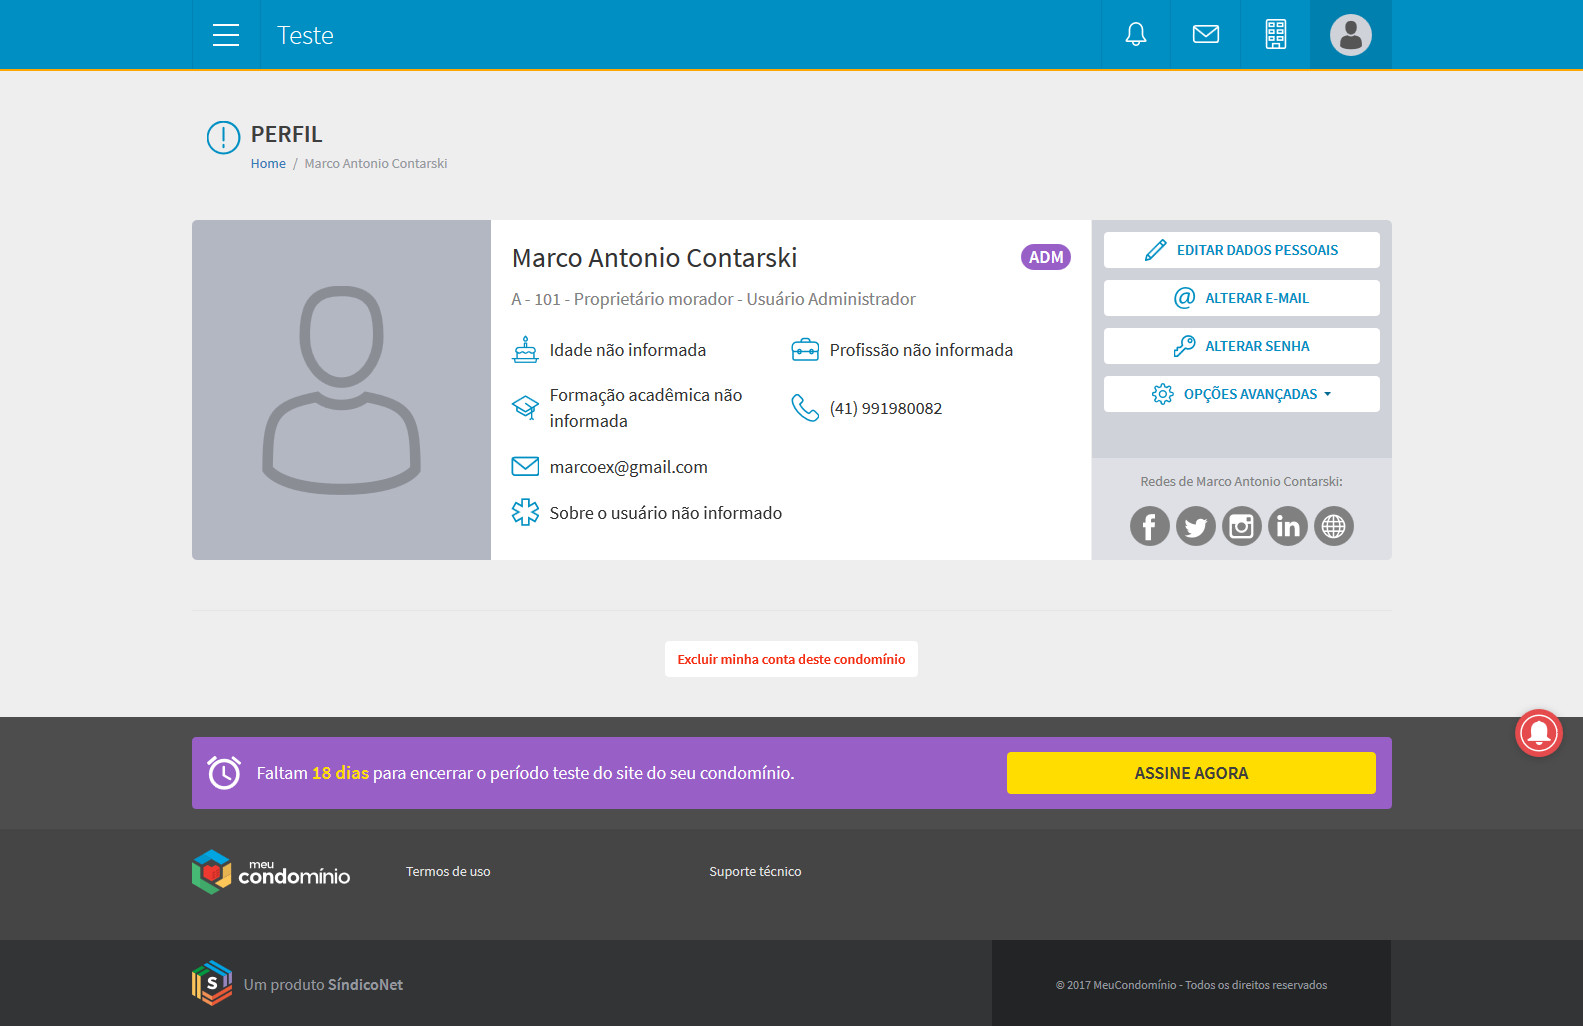 Teste
PERFIL
Home / Marco Antonio Contarski
Marco Antonio Contarski
ADM
A - 101 - Proprietário morador - Usuário Administrador
Idade não informada
Profissão não informada
Formação acadêmica não
informada
(41) 991980082
marcoex@gmail.com
Sobre o usuário não informado
EDITAR DADOS PESSOAIS
@ ALTERAR E-MAIL
ALTERAR SENHA
OPÇÕES AVANÇADAS
Redes de Marco Antonio Contarski:
Excluir minha conta deste condomínio
Faltam 18 dias para encerrar o período teste do site do seu condomínio.
ASSINE AGORA
meu
condomínio
Termos de uso
Suporte técnico
S
Um produto SíndicoNet
© 2017 MeuCondomínio - Todos os direitos reservados